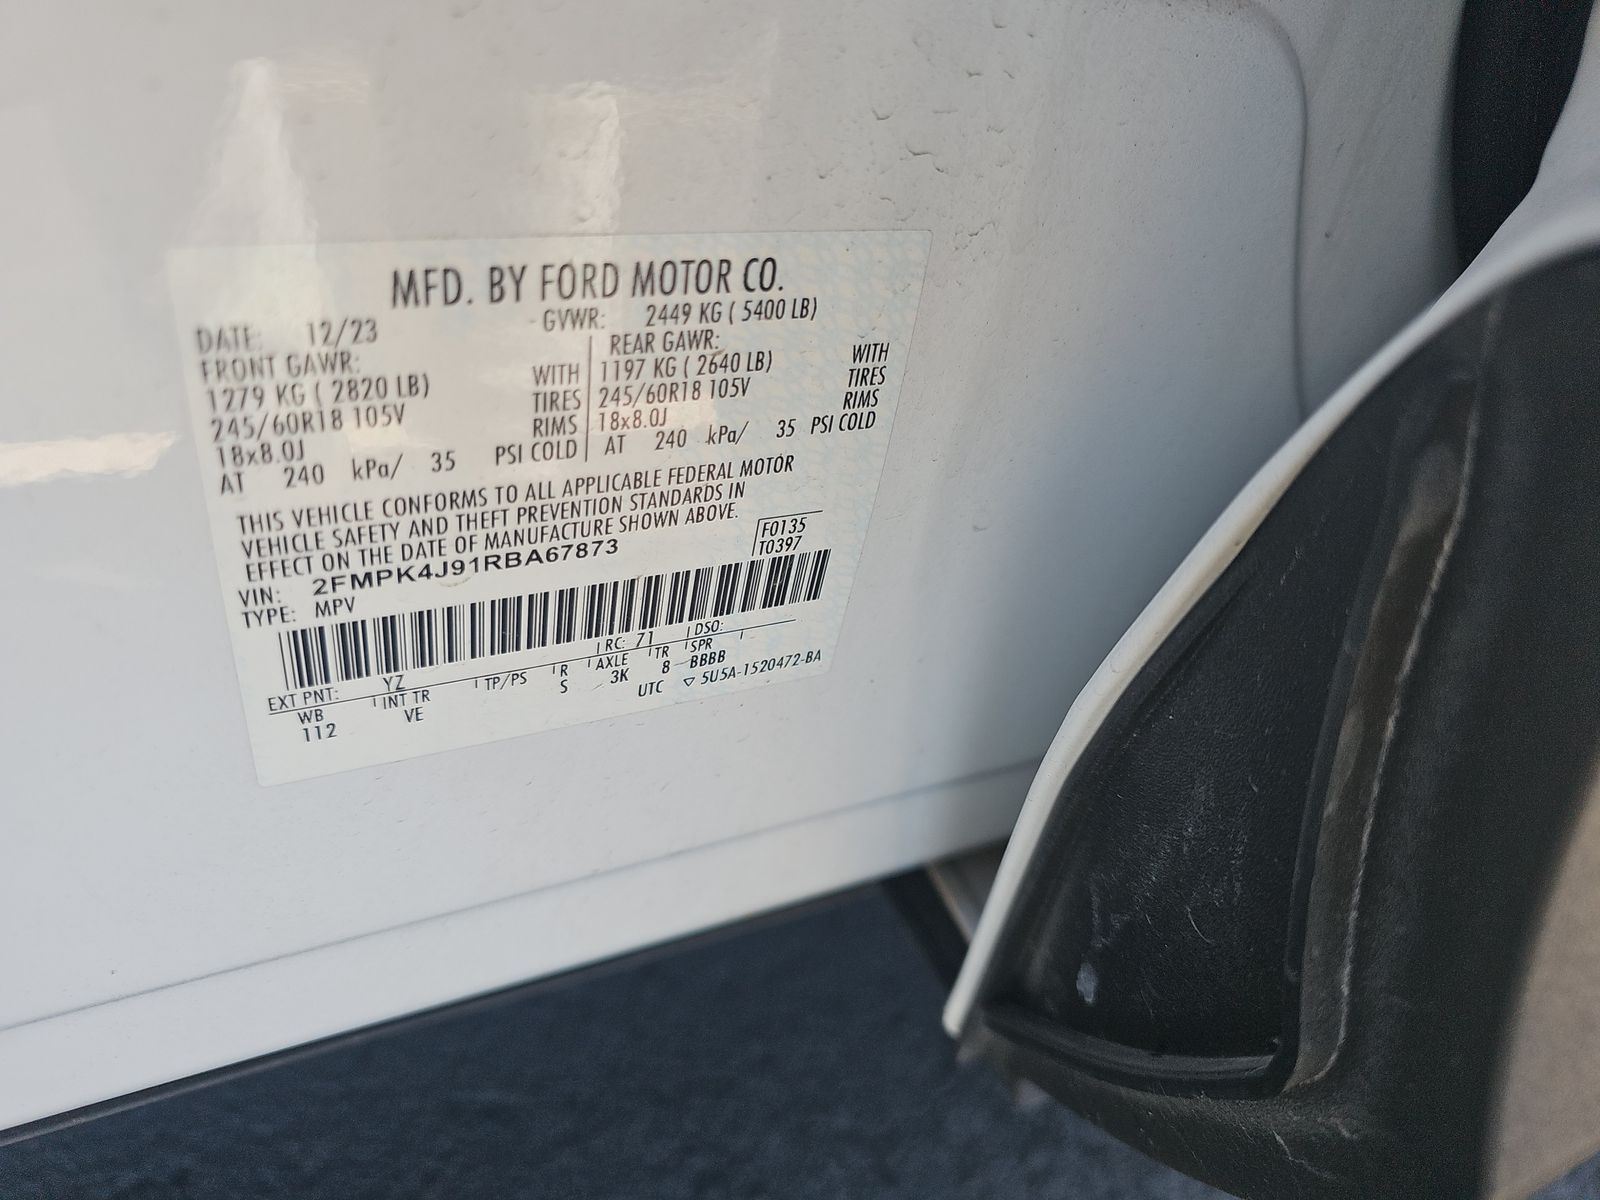 MFD. BY FORD MOTOR CO.
DATE: 12/23 GVWR: 2449 KG ( 5400 LB)
FRONT GAWR: REAR GAWR:
1279 KG ( 2820 LB) WITH 1197 KG ( 2640 LB) WITH
245/60R18 105V TIRES 245/60R18 105V TIRES
18x8.0J RIMS 18x8.0J RIMS
AT 240 kPa/ 35 PSI COLD AT 240 kPa/ 35 PSI COLD
THIS VEHICLE CONFORMS TO ALL APPLICABLE FEDERAL MOTOR
VEHICLE SAFETY AND THEFT PREVENTION STANDARDS IN
EFFECT ON THE DATE OF MANUFACTURE SHOWN ABOVE.
F0135
VIN: 2FMPK4J91RBA67873 T0397
TYPE: MPV
EXT PNT: YZ RC: 71 DSO:
WB INT TR TP/PS R AXLE TR SPR
112 VE S 3K 8 BBBB
UTC ▽ 5U5A-1520472-BA